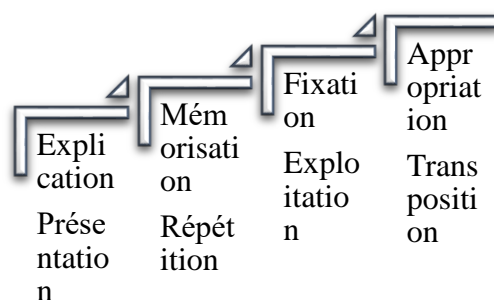 Expli
cation
Prése
ntatio
n
Mém
orisati
on
Répét
ition
Fixati
on
Explo
itatio
n
Appr
opriat
ion
Trans
positi
on